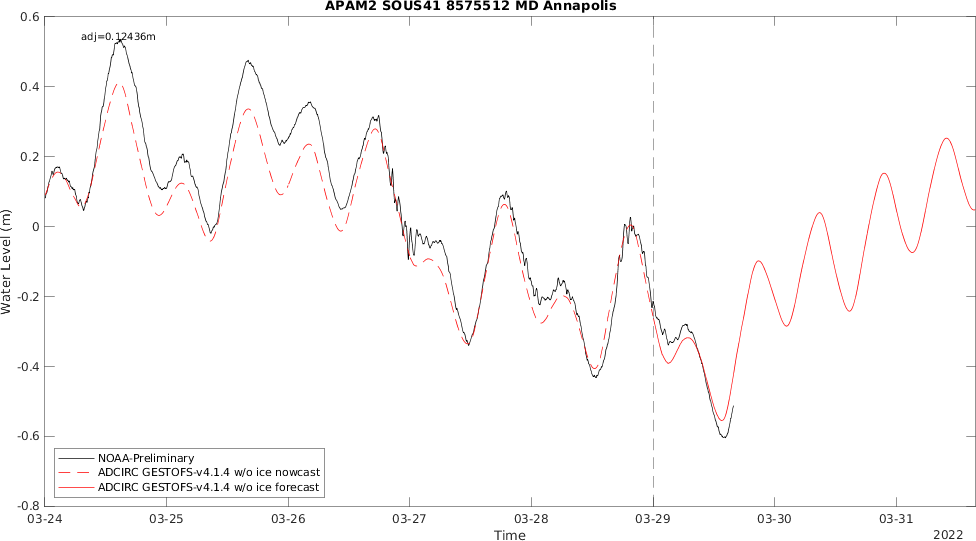 APAM2 SOUS41 8575512 MD Annapolis
adj=0.12436m
0.6
0.4
0.2
0
-0.2
-0.4
-0.6
-0.8
Water Level (m)
NOAA-Preliminary
ADCIRC GESTOFS-v4.1.4 w/o ice nowcast
ADCIRC GESTOFS-v4.1.4 w/o ice forecast
03-24 03-25 03-26 03-27 03-28 03-29 03-30 03-31
Time
2022